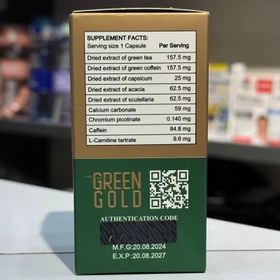 SUPPLEMENT FACTS:
Serving size 1 Capsule Per Serving
Dried extract of green tea 157.5 mg
Dried extract of green coffein 157.5 mg
Dried extract of capsicum 25 mg
Dried extract of acacia 62.5 mg
Dried extract of scutellaria 62.5 mg
Calcium carbonate 59 mg
Chromium picotinate 0.140 mg
Caffein 84.8 mg
L-Carnitine tartrate 9.6 mg
GREEN
GOLD
AUTHENTICATION CODE
M.F.G:20.08.2024
E.X.P:20.08.2027